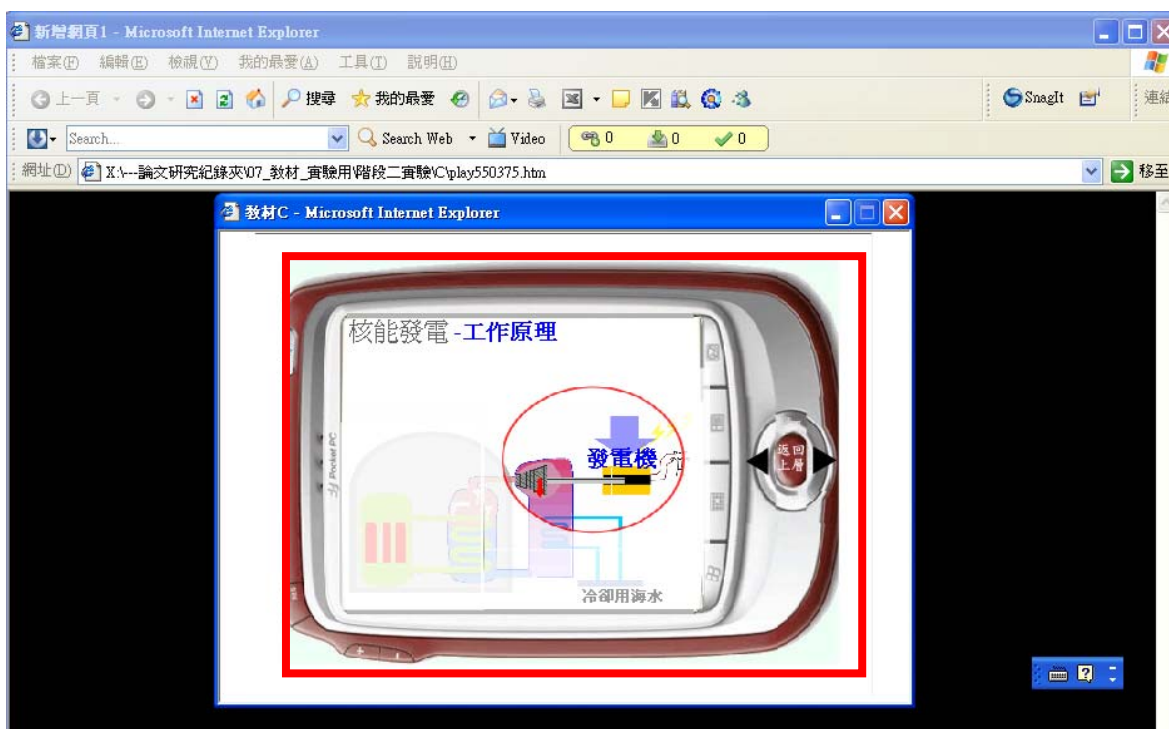 新增網頁1 - Microsoft Internet Explorer
檔案(F) 編輯(E) 檢視(V) 我的最愛(A) 工具(T) 說明(H)
上一頁 搜尋 我的最愛 SnagIt 連結
Search... Search Web Video 0 0 0
網址(D) X:\---論文研究紀錄夾\07_教材_實驗用\階段二實驗\C\play550375.htm 移至
教材C - Microsoft Internet Explorer
核能發電 -工作原理
發電機
返回
上層
Pocket PC
冷卻用海水